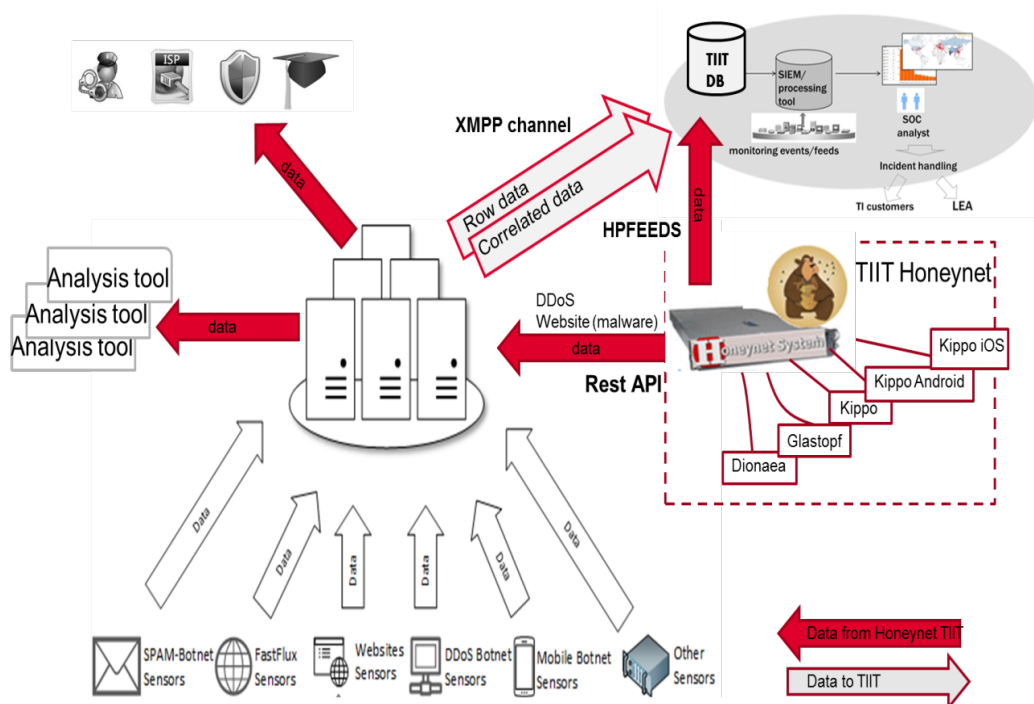 ISP
TIIT
DB
SIEM/
processing
tool
SOC
analyst
monitoring events/feeds
Incident handling
TI customers
LEA
XMPP channel
Row data
Correlated data
data
data
HPFEEDS
TIIT Honeynet
Analysis tool
Analysis tool
Analysis tool
data
DDoS
Website (malware)
data
Rest API
Honeynet System
Kippo iOS
Kippo Android
Kippo
Glastopf
Dionaea
Data
Data
Data
Data
Data
Data
SPAM-Botnet
Sensors
FastFlux
Sensors
Websites
Sensors
DDoS Botnet
Sensors
Mobile Botnet
Sensors
Other
Sensors
Data from Honeynet TIIT
Data to TIIT